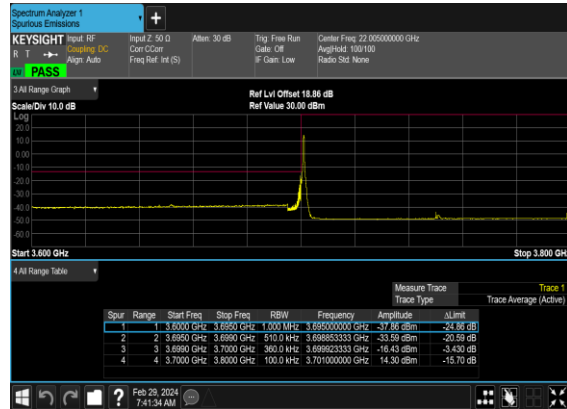 Spectrum Analyzer 1
Spurious Emissions
+
KEYSIGHT Input: RF Input Z: 50 Ω Atten: 30 dB Trig: Free Run Center Freq: 22.005000000 GHz
R T Coupling: DC Corr CCorr Gate: Off Avg|Hold: 100/100
Align: Auto Freq Ref: Int (S) IF Gain: Low Radio Std: None
LXI PASS
3 All Range Graph
Ref Lvl Offset 18.86 dB
Scale/Div 10.0 dB Ref Value 30.00 dBm
Log
20.0
10.0
0.00
-10.0
-20.0
-30.0
-40.0
-50.0
-60.0
Start 3.600 GHz Stop 3.800 GH
4 All Range Table
Measure Trace Trace 1
Trace Type Trace Average (Active)
Spur Range Start Freq Stop Freq RBW Frequency Amplitude ΔLimit
1 1 3.6000 GHz 3.6950 GHz 1.000 MHz 3.695000000 GHz -37.86 dBm -24.86 dB
2 2 3.6950 GHz 3.6990 GHz 510.0 kHz 3.698853333 GHz -33.59 dBm -20.59 dB
3 3 3.6990 GHz 3.7000 GHz 360.0 kHz 3.699923333 GHz -16.43 dBm -3.430 dB
4 4 3.7000 GHz 3.8000 GHz 100.0 kHz 3.701000000 GHz 14.30 dBm -15.70 dB
?
Feb 29, 2024
7:41:34 AM